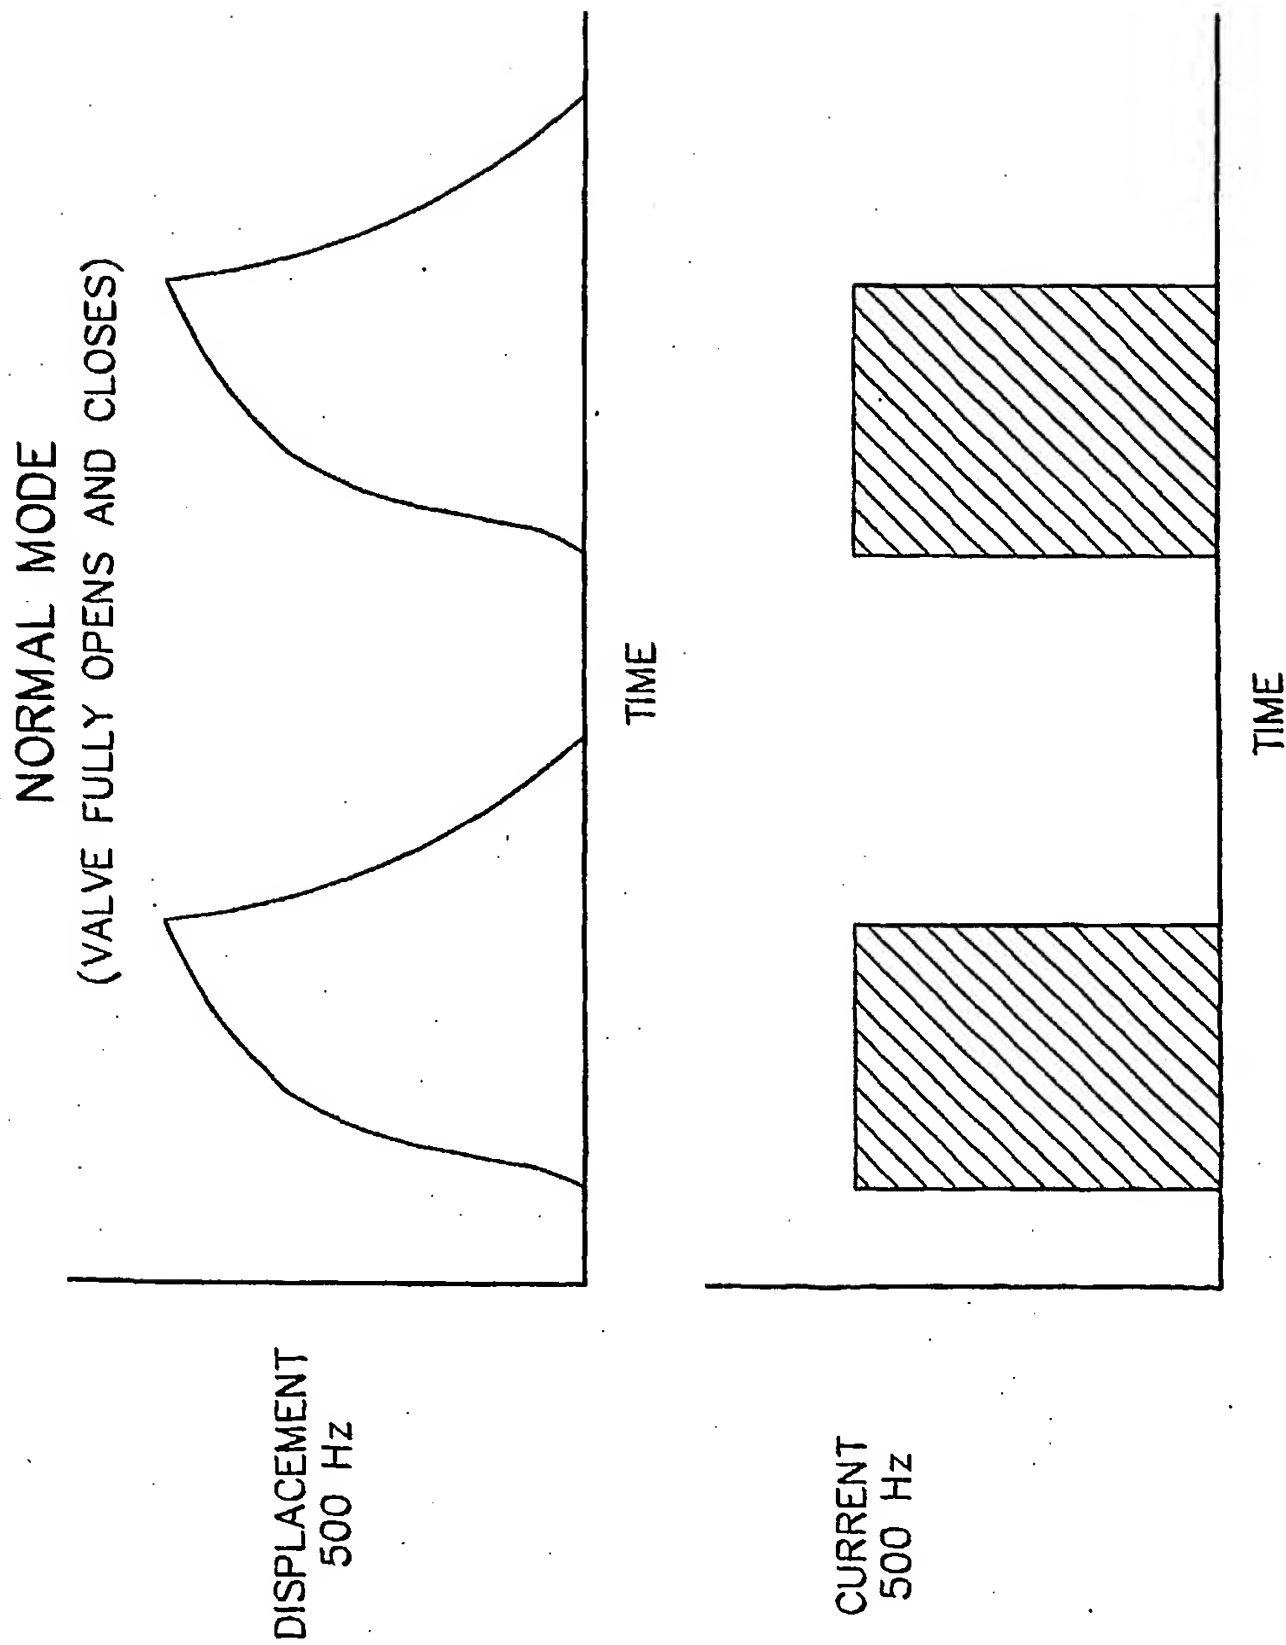 NORMAL MODE
(VALVE FULLY OPENS AND CLOSES)
DISPLACEMENT
500 Hz
TIME
CURRENT
500 Hz
TIME